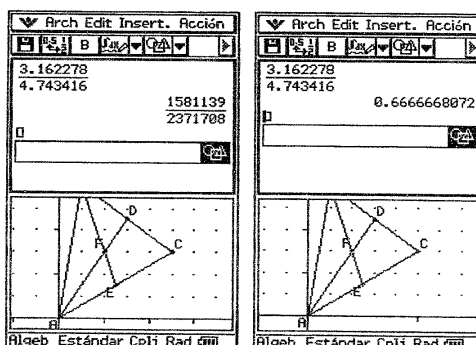 Arch Edit Insert. Acción
B
3.162278
4.743416
1581139
2371708
D
F
C
E
A
Algeb Estándar Cplj Rad
Arch Edit Insert. Acción
B
3.162278
4.743416
0.6666668072
D
F
C
E
A
Algeb Estándar Cplj Rad